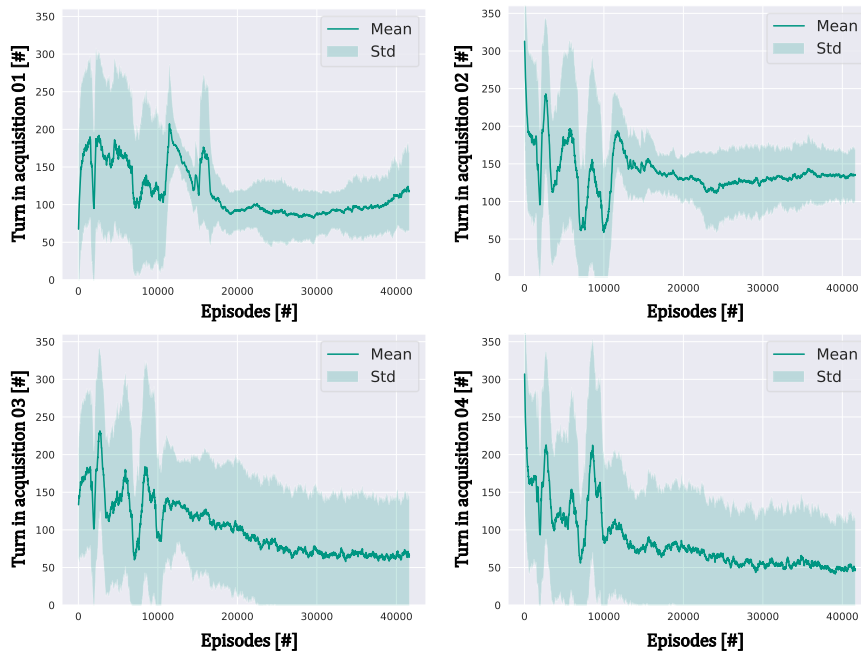 350
300
250
200
150
100
50
0
Turn in acquisition 01 [#]
Mean
Std
0 10000 20000 30000 40000
Episodes [#]
350
300
250
200
150
100
50
0
Turn in acquisition 02 [#]
Mean
Std
0 10000 20000 30000 40000
Episodes [#]
350
300
250
200
150
100
50
0
Turn in acquisition 03 [#]
Mean
Std
0 10000 20000 30000 40000
Episodes [#]
350
300
250
200
150
100
50
0
Turn in acquisition 04 [#]
Mean
Std
0 10000 20000 30000 40000
Episodes [#]